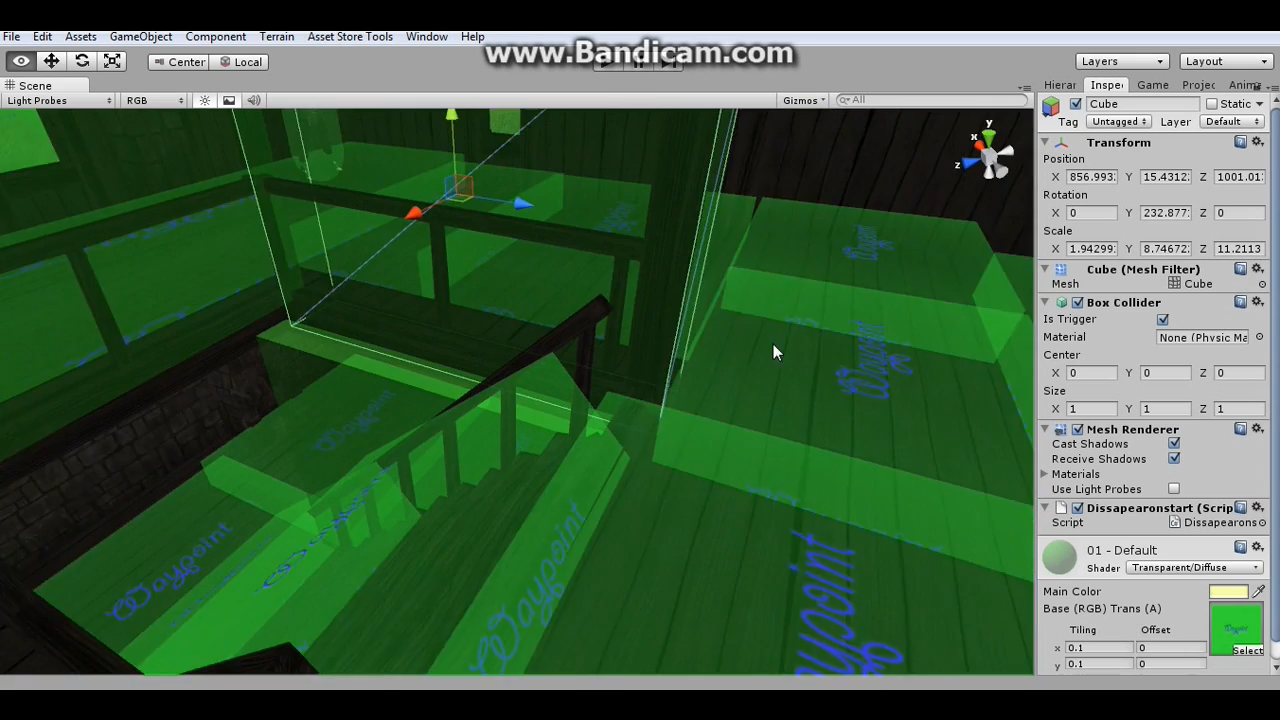 File Edit Assets GameObject Component Terrain Asset Store Tools Window Help
www.Bandicam.com
Center Local Layers Layout
Scene Hierar Inspe Game Proje Anim
Light Probes RGB Gizmos All
Cube Static
Tag Untagged Layer Default
Transform
Position
X 856.993 Y 15.4312 Z 1001.01
Rotation
X 0 Y 232.877 Z 0
Scale
X 1.94299 Y 8.74672 Z 11.2113
Cube (Mesh Filter)
Mesh Cube
Box Collider
Is Trigger
Material None (Physic Ma
Center
X 0 Y 0 Z 0
Size
X 1 Y 1 Z 1
Mesh Renderer
Cast Shadows
Receive Shadows
Materials
Use Light Probes
Dissapearonstart (Scrip
Script Dissapearons
01 - Default
Shader Transparent/Diffuse
Main Color
Base (RGB) Trans (A)
Tiling Offset
x 0.1 0
y 0.1 0
Select
y
x
z
Waypoint
Waypoint
Waypoint
Waypoint
Waypoint